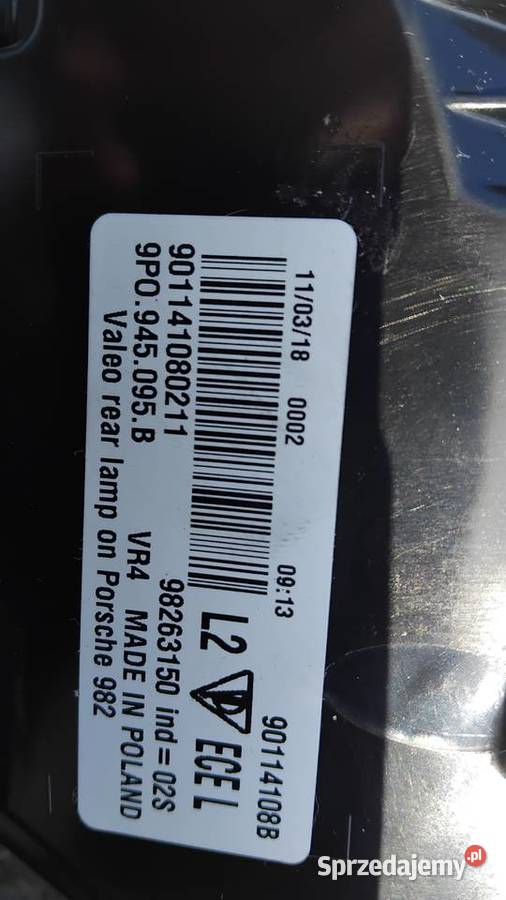 11/03/18 0002 09:13 90114108B
L2 ECE L
901141080211 98263150 ind=02S
9P0.945.095.B VR4 MADE IN POLAND
Valeo rear lamp on Porsche 982
Sprzedajemy.pl